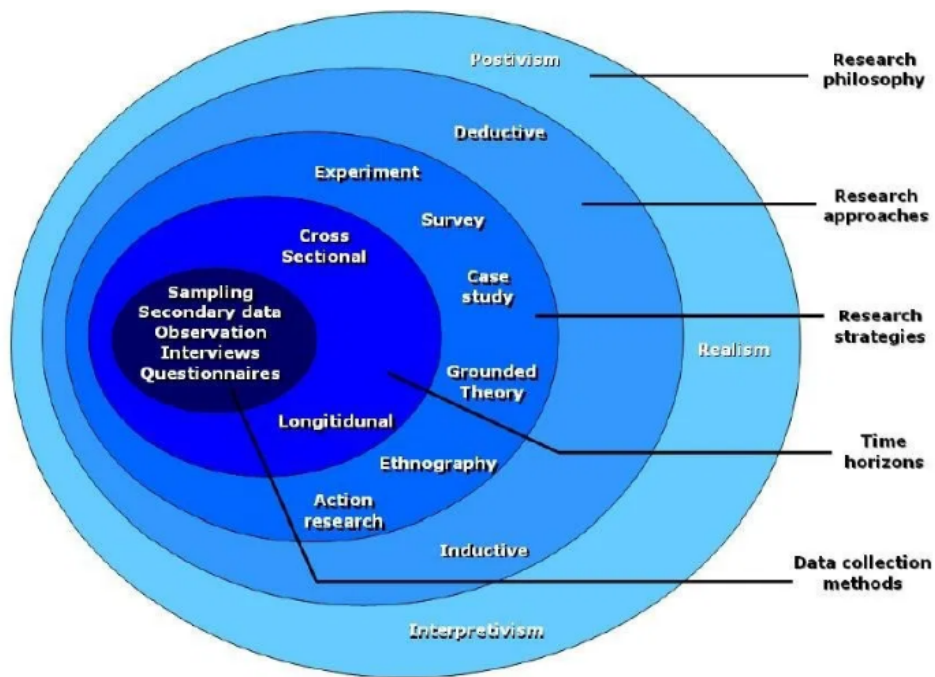 Postivism
Research
philosophy
Deductive
Experiment
Research
approaches
Survey
Cross
Sectional
Case
study
Sampling
Secondary data
Observation
Interviews
Questionnaires
Research
strategies
Realism
Grounded
Theory
Longitidunal
Time
horizons
Ethnography
Action
research
Inductive
Data collection
methods
Interpretivism